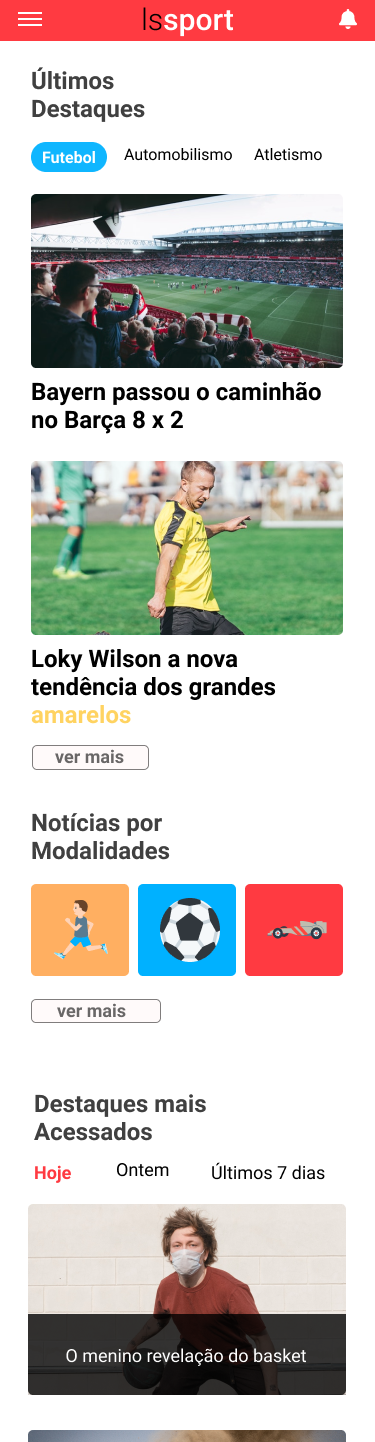 lssport
Últimos
Destaques
Futebol Automobilismo Atletismo
Bayern passou o caminhão
no Barça 8 x 2
Loky Wilson a nova
tendência dos grandes
amarelos
ver mais
Notícias por
Modalidades
ver mais
Destaques mais
Acessados
Hoje Ontem Últimos 7 dias
O menino revelação do basket